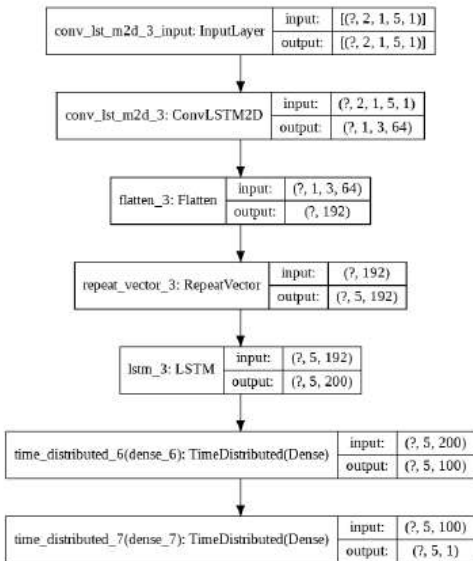 conv_lst_m2d_3_input: InputLayer
input: [(?, 2, 1, 5, 1)]
output: [(?, 2, 1, 5, 1)]
conv_lst_m2d_3: ConvLSTM2D
input: (?, 2, 1, 5, 1)
output: (?, 1, 3, 64)
flatten_3: Flatten
input: (?, 1, 3, 64)
output: (?, 192)
repeat_vector_3: RepeatVector
input: (?, 192)
output: (?, 5, 192)
lstm_3: LSTM
input: (?, 5, 192)
output: (?, 5, 200)
time_distributed_6(dense_6): TimeDistributed(Dense)
input: (?, 5, 200)
output: (?, 5, 100)
time_distributed_7(dense_7): TimeDistributed(Dense)
input: (?, 5, 100)
output: (?, 5, 1)